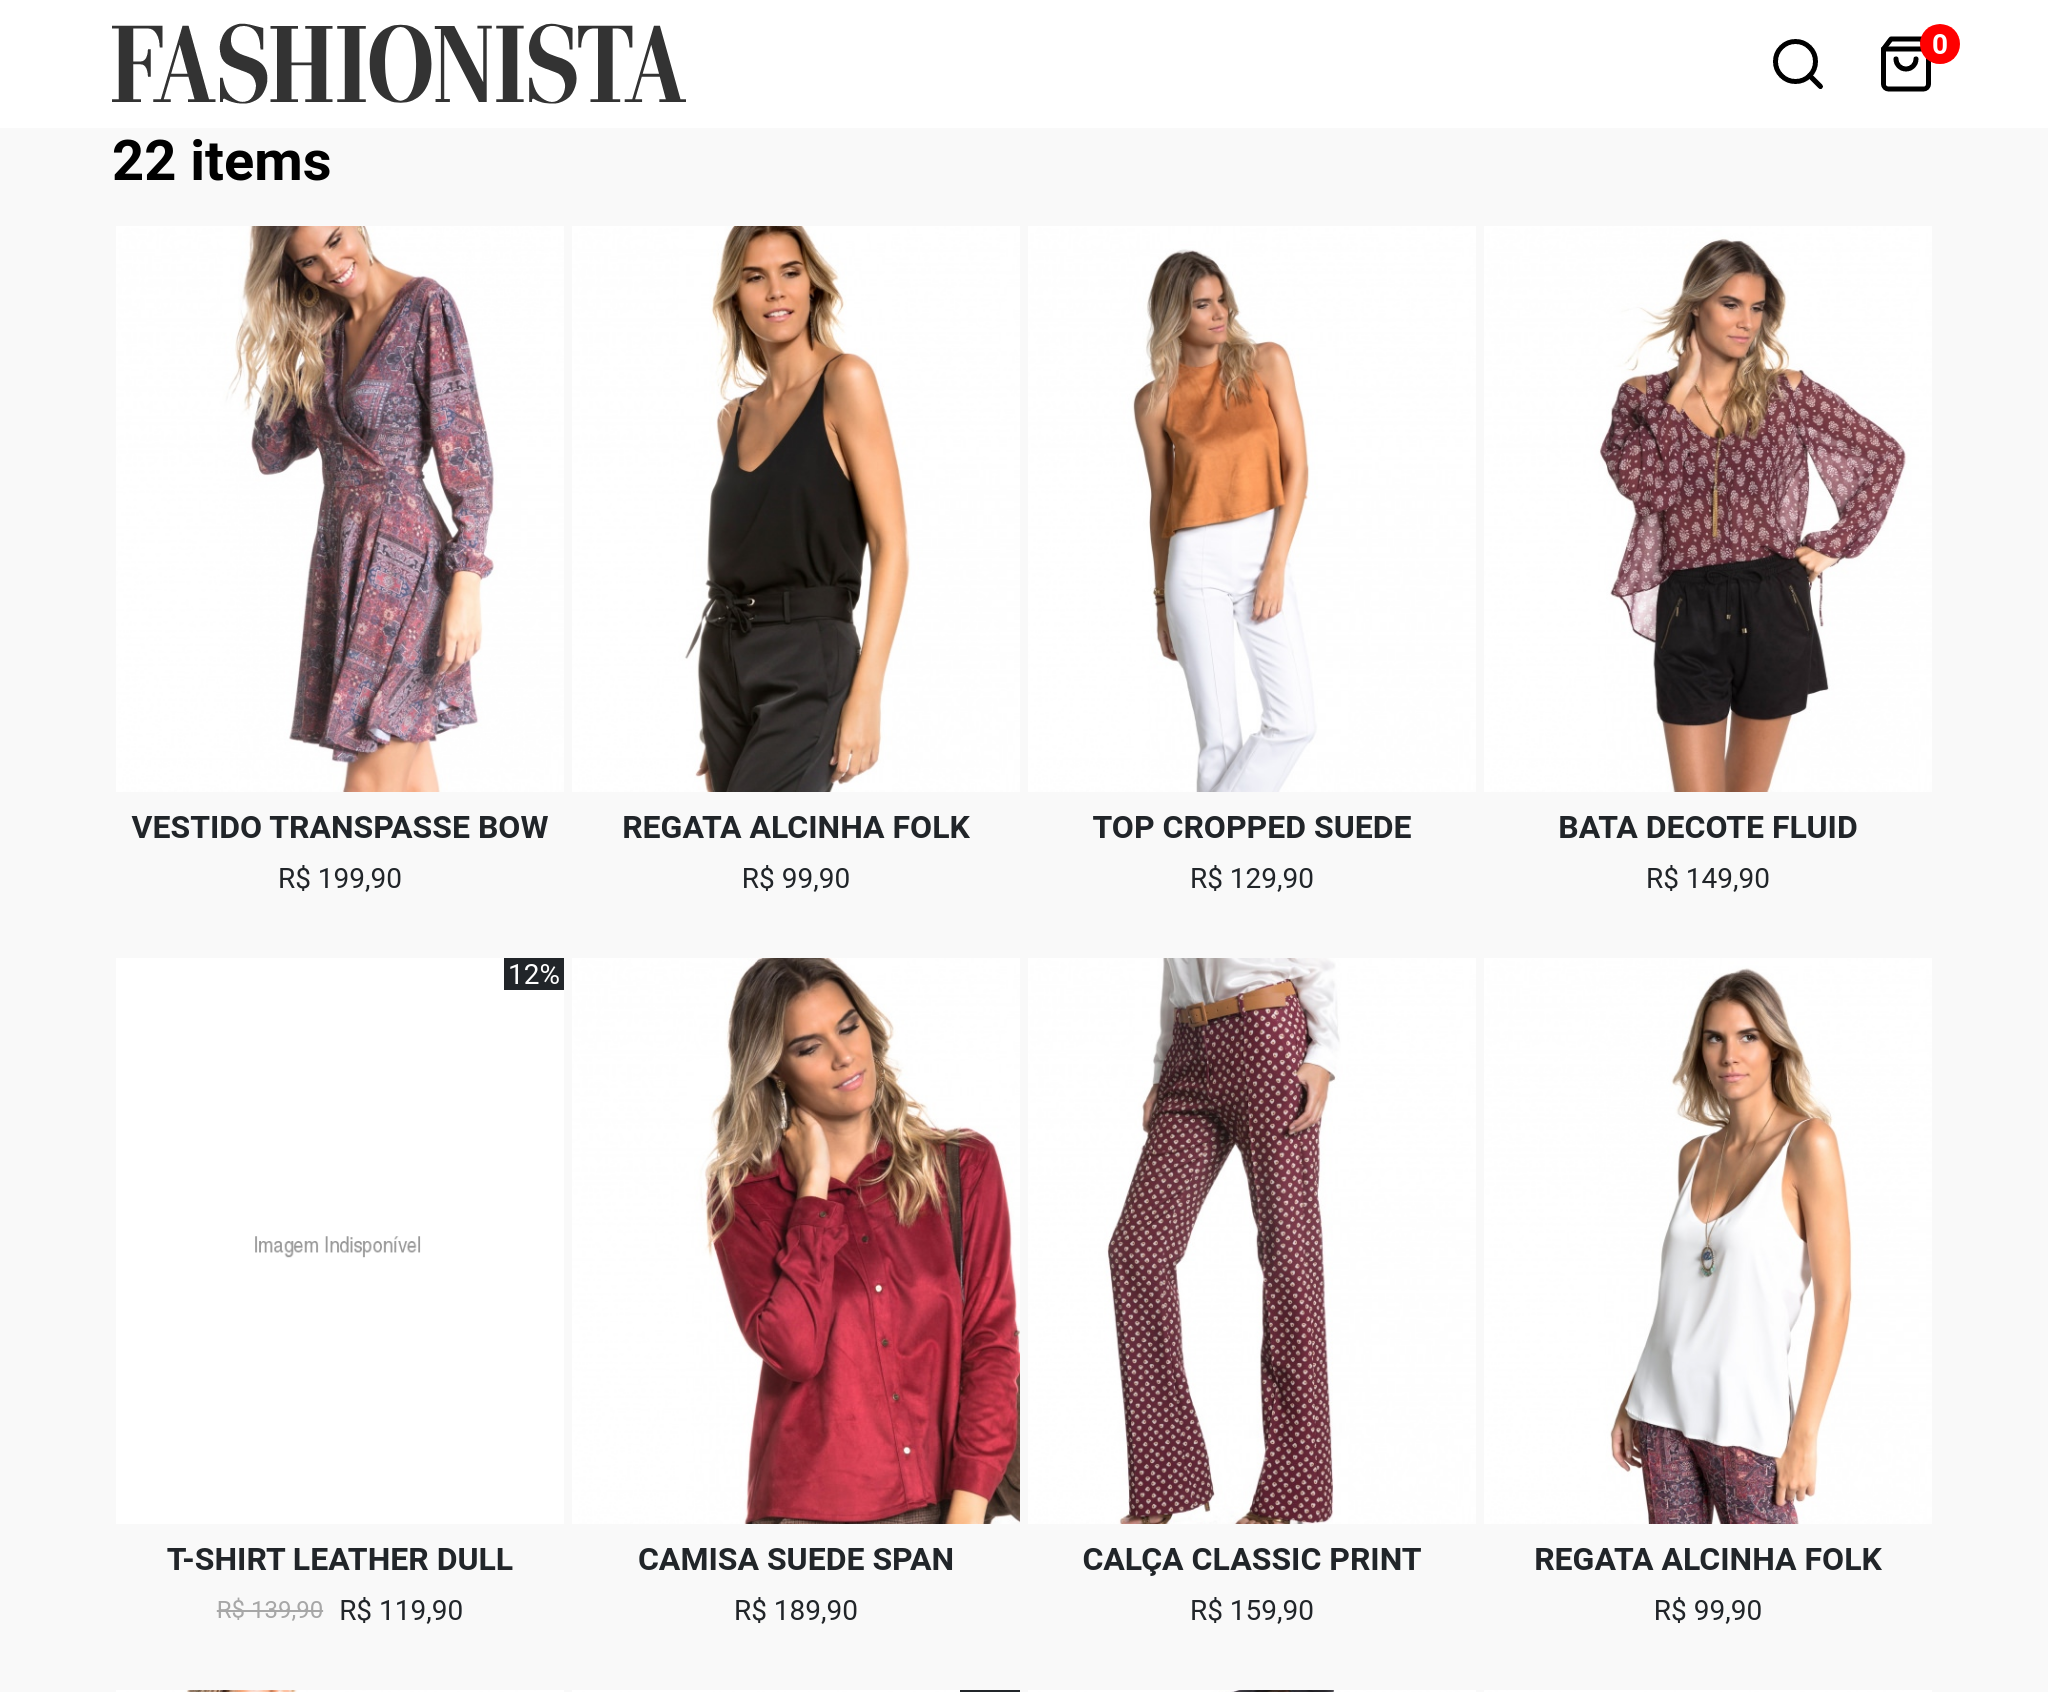 FASHIONISTA
0
22 items
VESTIDO TRANSPASSE BOW
R$ 199,90
REGATA ALCINHA FOLK
R$ 99,90
TOP CROPPED SUEDE
R$ 129,90
BATA DECOTE FLUID
R$ 149,90
12%
Imagem Indisponível
T-SHIRT LEATHER DULL
R$ 139,90 R$ 119,90
CAMISA SUEDE SPAN
R$ 189,90
CALÇA CLASSIC PRINT
R$ 159,90
REGATA ALCINHA FOLK
R$ 99,90